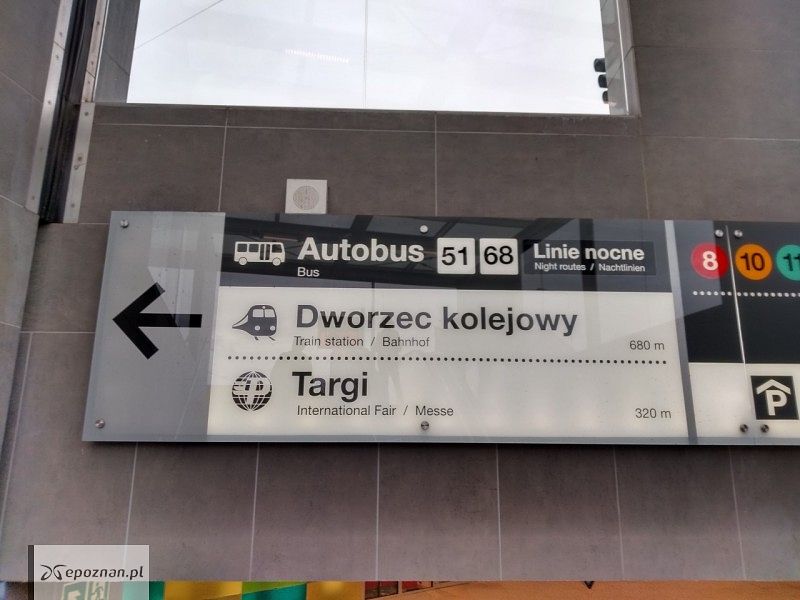 Autobus 51 68 Linie nocne
Bus Night routes / Nachtlinien
8 10 11
Dworzec kolejowy
Train station / Bahnhof 680 m
Targi
International Fair / Messe 320 m
P
epoznan.pl